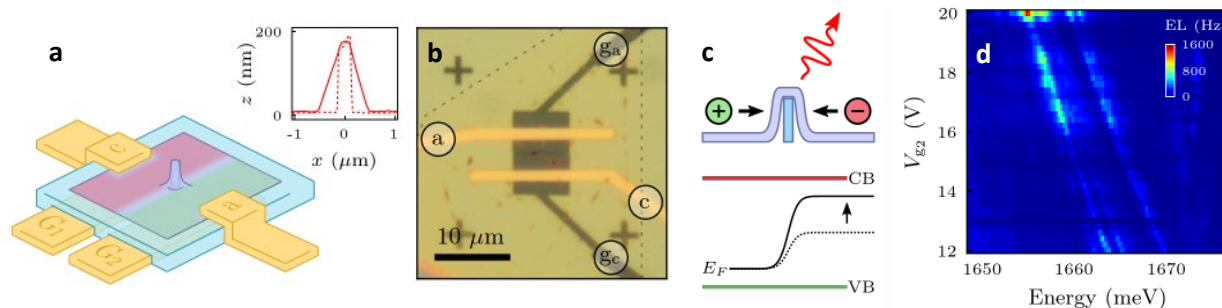 a
c
a
G1
G2
200
z (nm)
0
-1 0 1
x (μm)
b
ga
a
c
10 μm
gc
c
+
−
CB
EF
VB
d
EL (Hz)
1600
800
0
20
18
16
14
12
Vg2 (V)
1650 1660 1670
Energy (meV)